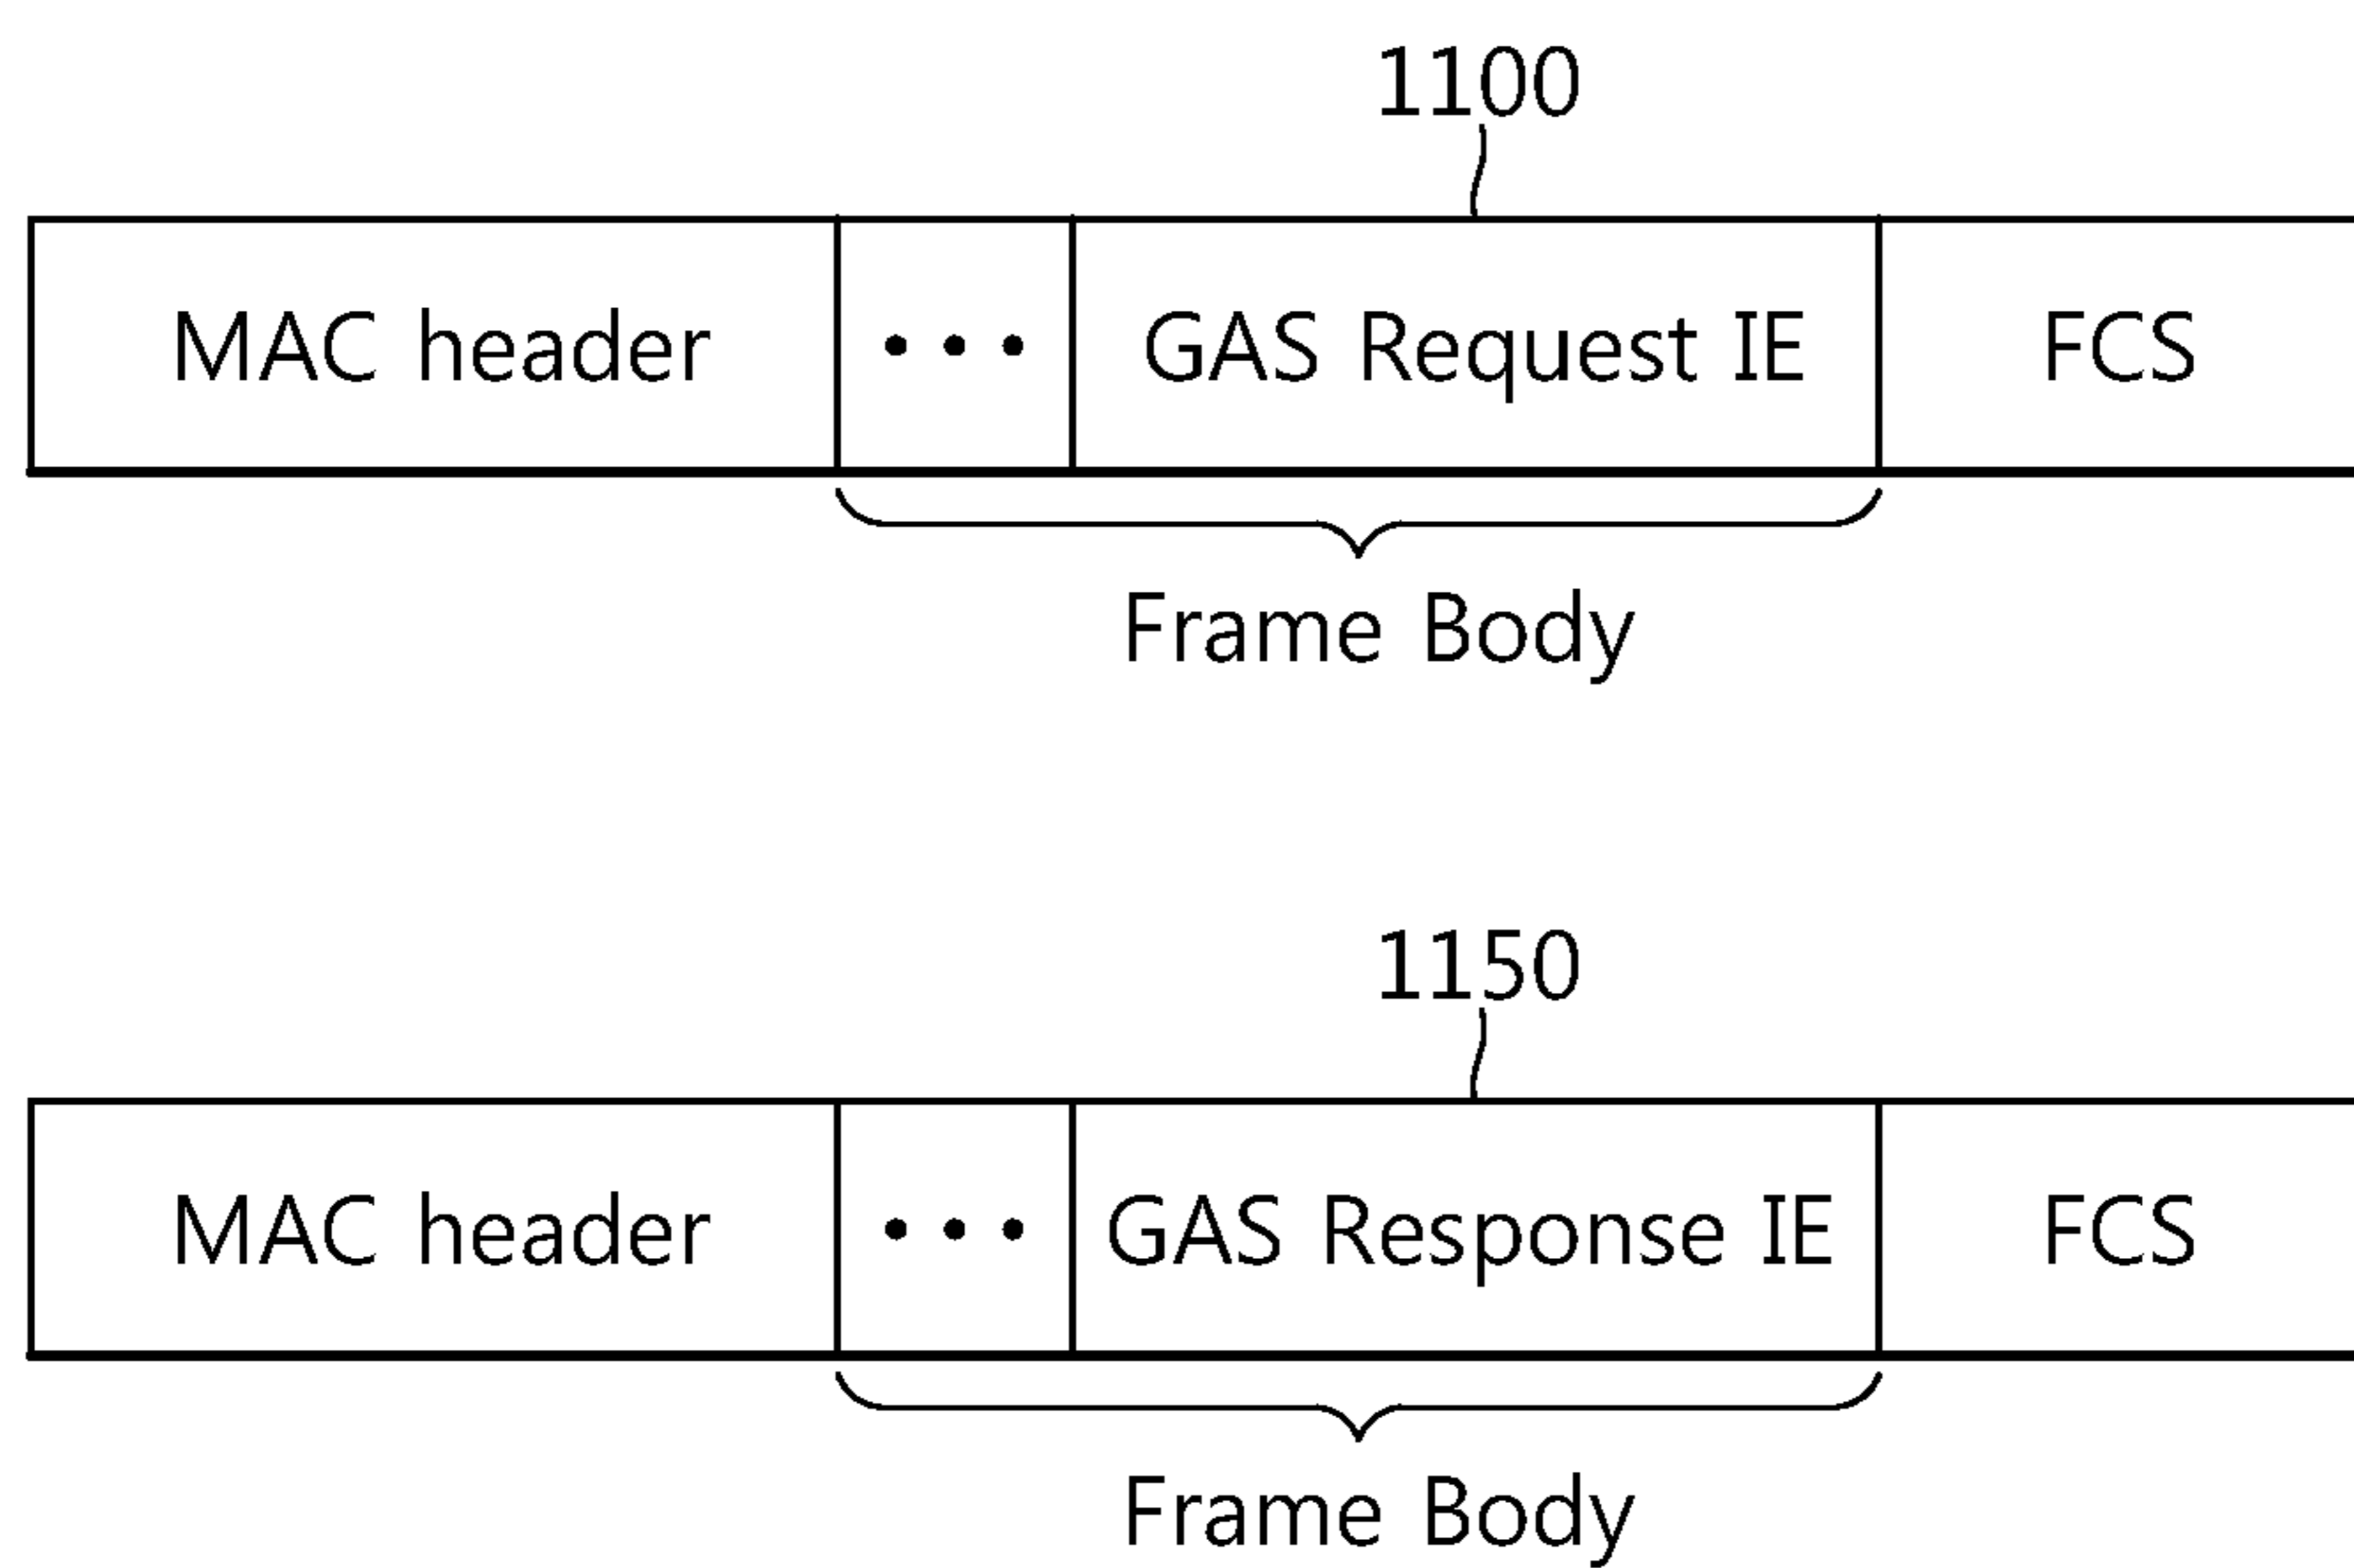 1100
MAC header ••• GAS Request IE FCS
Frame Body
1150
MAC header ••• GAS Response IE FCS
Frame Body